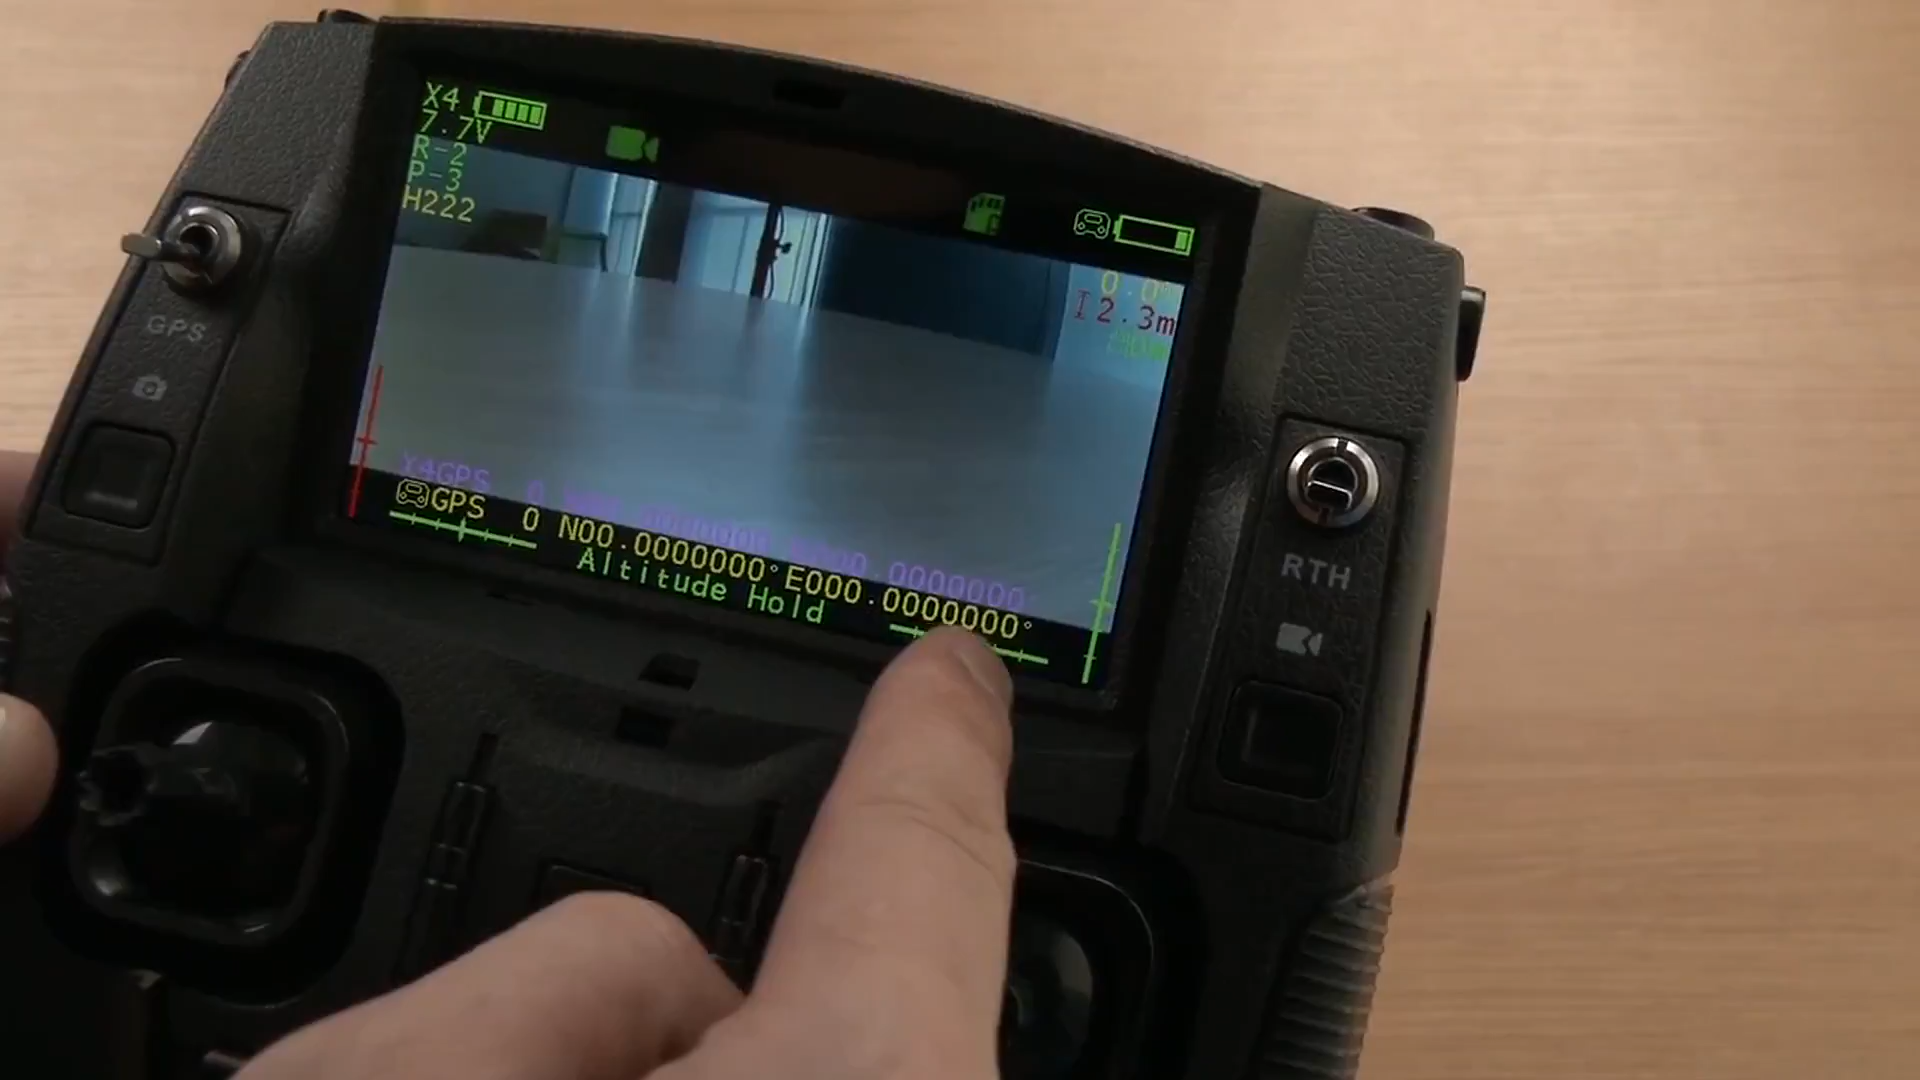 X4
7.7V
R-2
P-3
H222
0.0m
2.3m
X4GPS 0
GPS 0 N00.0000000° E000.0000000°
Altitude Hold
GPS
RTH